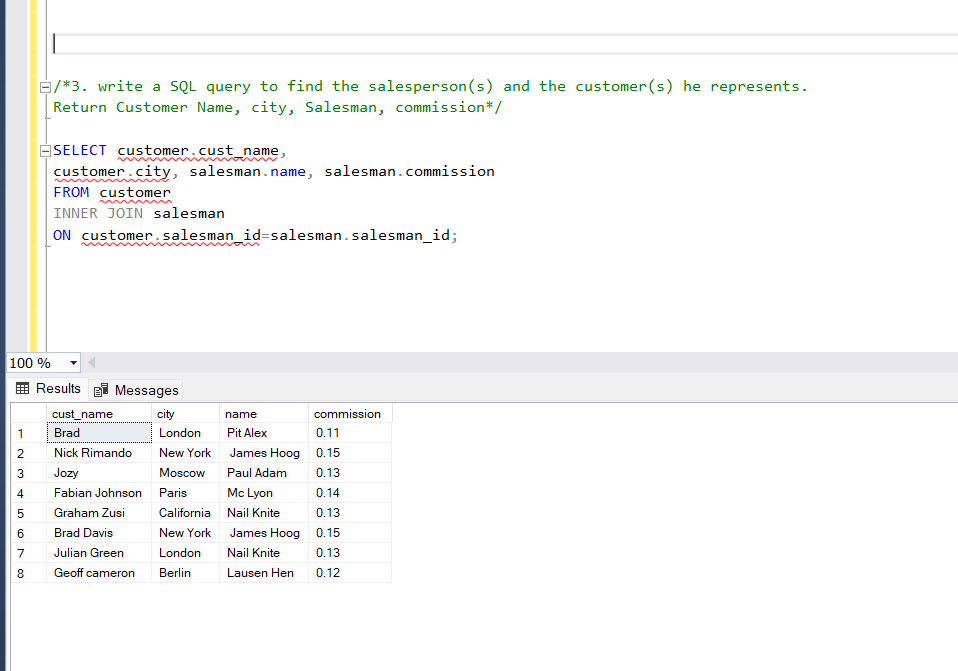 /*3. write a SQL query to find the salesperson(s) and the customer(s) he represents.
Return Customer Name, city, Salesman, commission*/
SELECT customer.cust_name,
customer.city, salesman.name, salesman.commission
FROM customer
INNER JOIN salesman
ON customer.salesman_id=salesman.salesman_id;
100 %
Results Messages
cust_name city name commission
1 Brad London Pit Alex 0.11
2 Nick Rimando New York James Hoog 0.15
3 Jozy Moscow Paul Adam 0.13
4 Fabian Johnson Paris Mc Lyon 0.14
5 Graham Zusi California Nail Knite 0.13
6 Brad Davis New York James Hoog 0.15
7 Julian Green London Nail Knite 0.13
8 Geoff cameron Berlin Lausen Hen 0.12